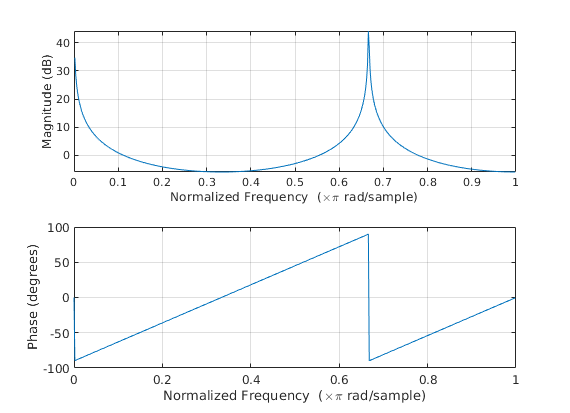 40
30
20
10
0
Magnitude (dB)
0 0.1 0.2 0.3 0.4 0.5 0.6 0.7 0.8 0.9 1
Normalized Frequency (×π rad/sample)
100
50
0
-50
-100
Phase (degrees)
0 0.2 0.4 0.6 0.8 1
Normalized Frequency (×π rad/sample)